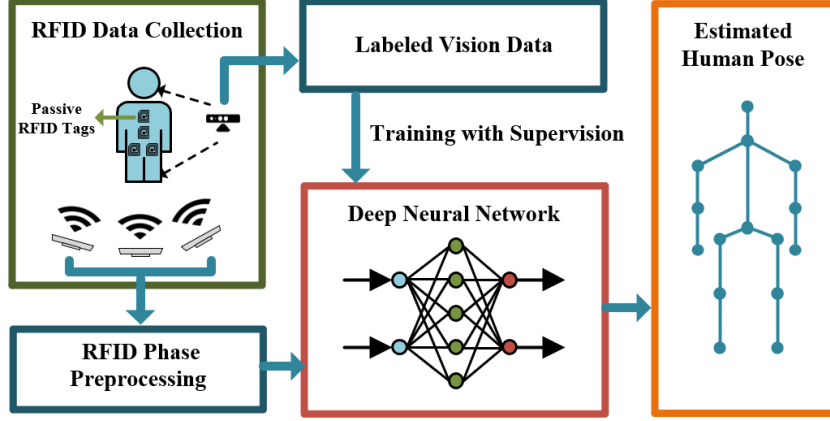 RFID Data Collection
Passive
RFID Tags
Labeled Vision Data
Training with Supervision
Deep Neural Network
RFID Phase
Preprocessing
Estimated
Human Pose